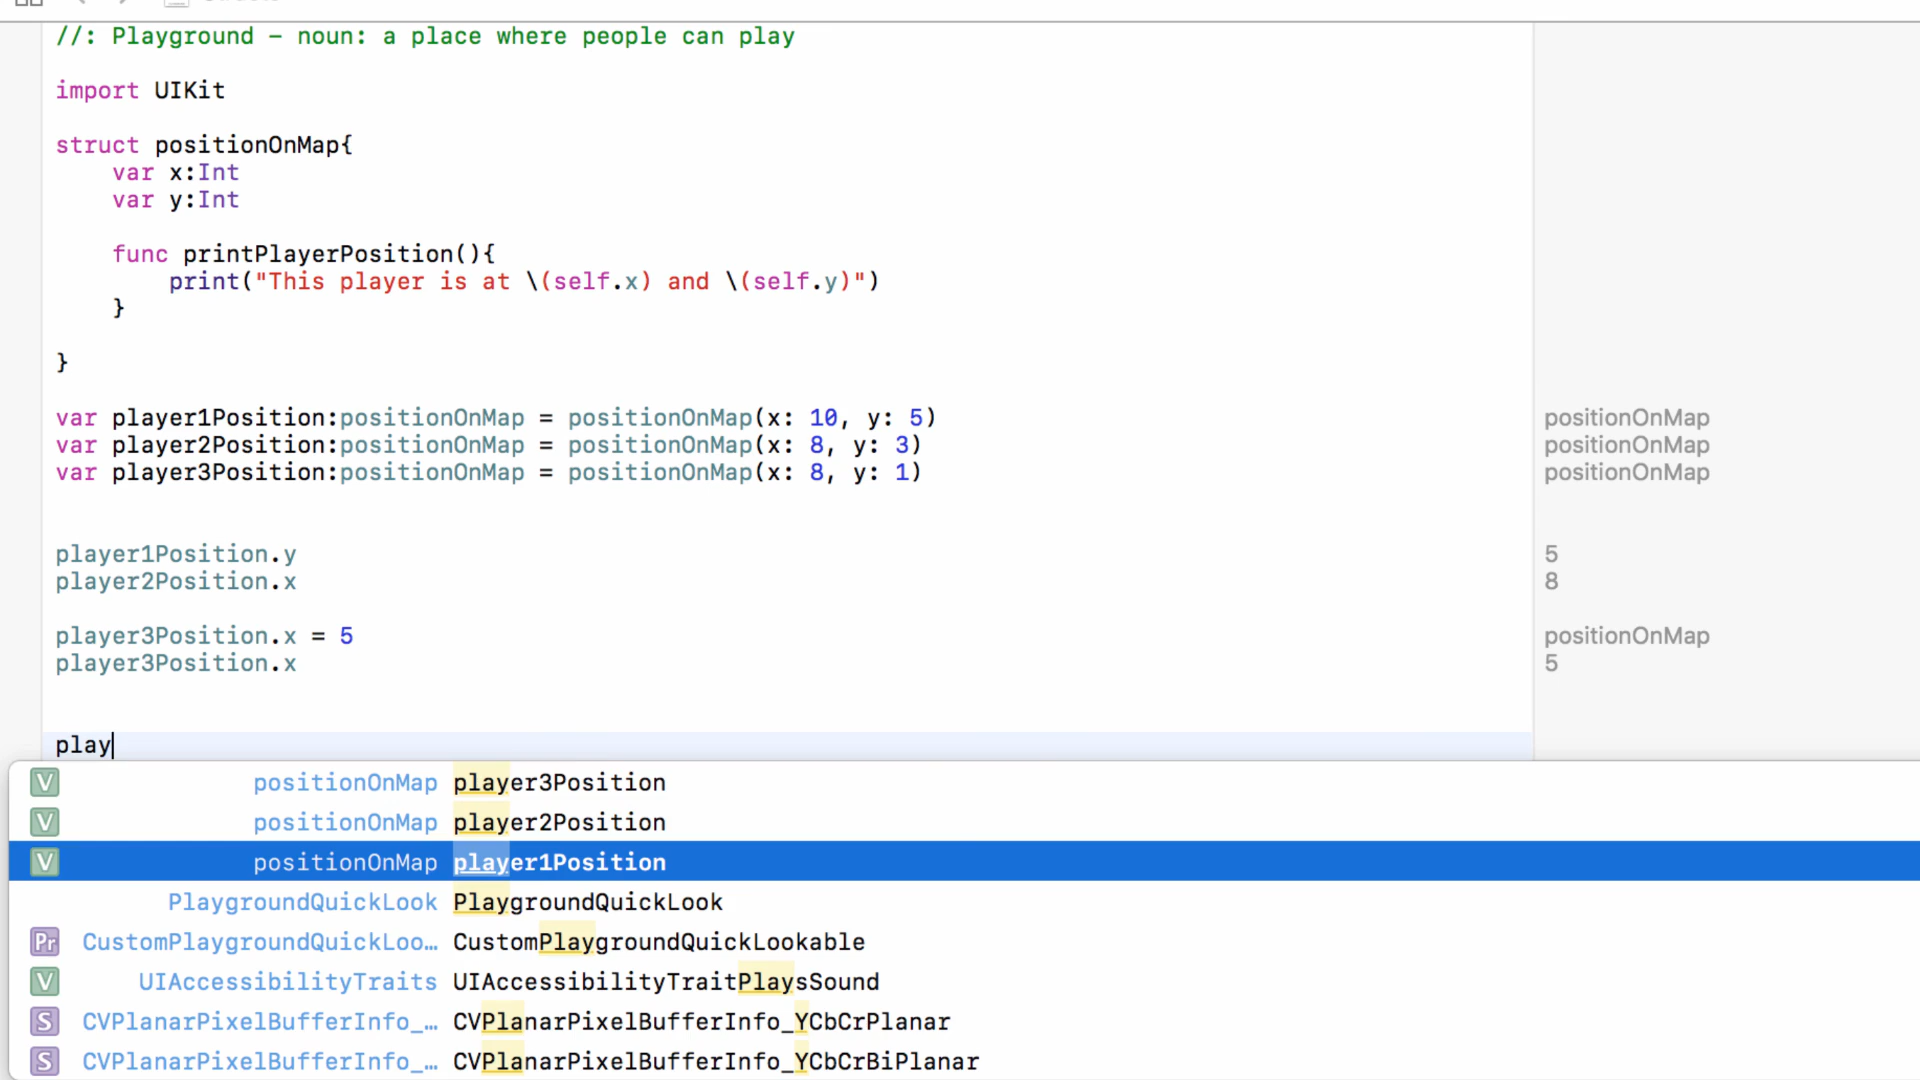 //: Playground – noun: a place where people can play
import UIKit
struct positionOnMap{
var x:Int
var y:Int
func printPlayerPosition(){
print("This player is at \(self.x) and \(self.y)")
}
}
var player1Position:positionOnMap = positionOnMap(x: 10, y: 5) positionOnMap
var player2Position:positionOnMap = positionOnMap(x: 8, y: 3) positionOnMap
var player3Position:positionOnMap = positionOnMap(x: 8, y: 1) positionOnMap
player1Position.y 5
player2Position.x 8
player3Position.x = 5 positionOnMap
player3Position.x 5
play
V positionOnMap player3Position
V positionOnMap player2Position
V positionOnMap player1Position
PlaygroundQuickLook PlaygroundQuickLook
Pr CustomPlaygroundQuickLoo… CustomPlaygroundQuickLookable
V UIAccessibilityTraits UIAccessibilityTraitPlaysSound
S CVPlanarPixelBufferInfo_… CVPlanarPixelBufferInfo_YCbCrPlanar
S CVPlanarPixelBufferInfo_… CVPlanarPixelBufferInfo_YCbCrBiPlanar